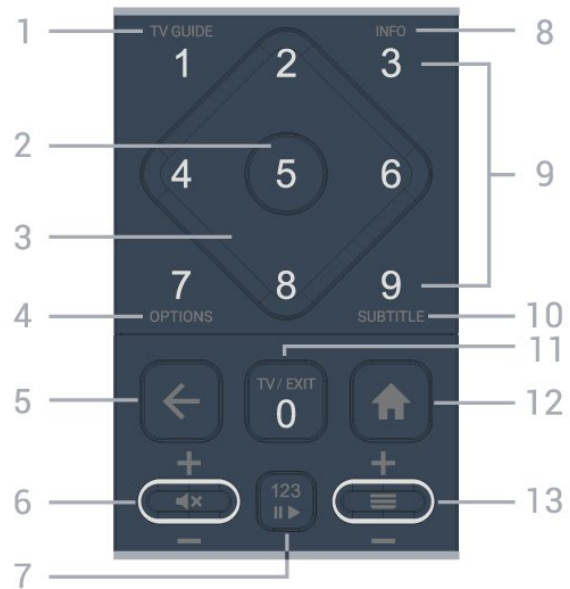 1 TV GUIDE INFO 8
1 2 3
2 9
4 5 6
3
7 8 9
4 OPTIONS SUBTITLE 10
11
TV / EXIT
5 0 12
+ +
6 123 13
- -
7